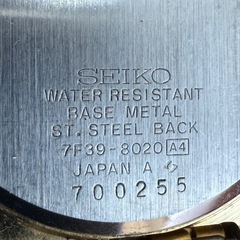 SEIKO
WATER RESISTANT
BASE METAL
ST. STEEL BACK
7F39-8020 A4
JAPAN A
700255